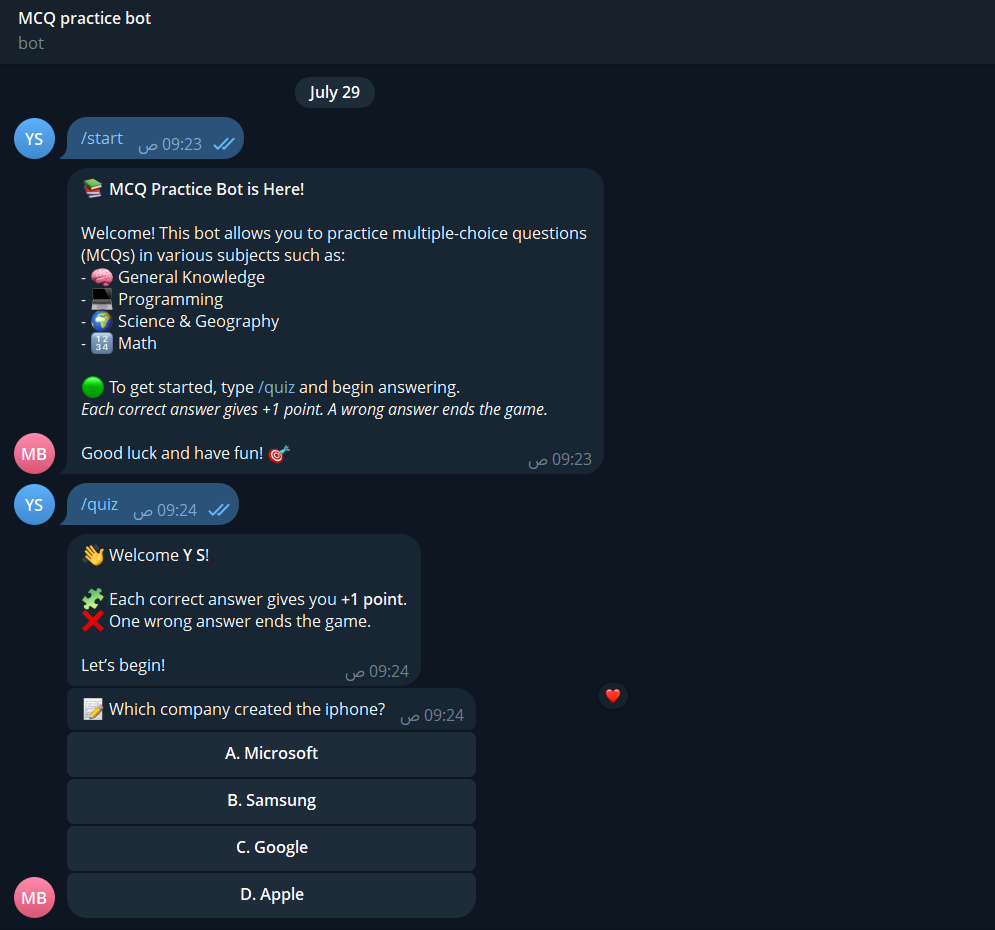 MCQ practice bot
bot
July 29
YS
/start 09:23 ص
📚 MCQ Practice Bot is Here!
Welcome! This bot allows you to practice multiple-choice questions
(MCQs) in various subjects such as:
- 🧠 General Knowledge
- 💻 Programming
- 🌍 Science & Geography
- 🔢 Math
🟢 To get started, type /quiz and begin answering.
Each correct answer gives +1 point. A wrong answer ends the game.
Good luck and have fun! 🎯
09:23 ص
MB
YS
/quiz 09:24 ص
👋 Welcome Y S!
🧩 Each correct answer gives you +1 point.
❌ One wrong answer ends the game.
Let’s begin!
09:24 ص
📝 Which company created the iphone? 09:24 ص
A. Microsoft
B. Samsung
C. Google
D. Apple
MB